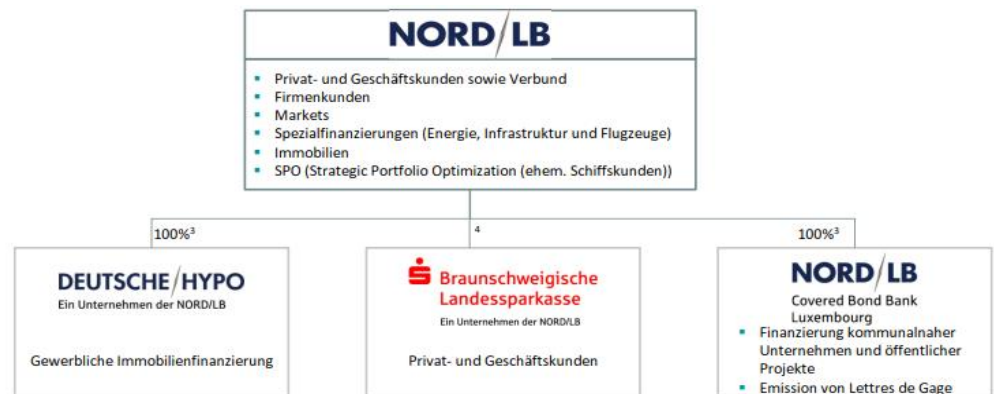 NORD/LB
▪ Privat- und Geschäftskunden sowie Verbund
▪ Firmenkunden
▪ Markets
▪ Spezialfinanzierungen (Energie, Infrastruktur und Flugzeuge)
▪ Immobilien
▪ SPO (Strategic Portfolio Optimization (ehem. Schiffskunden))
100%³
⁴
100%³
DEUTSCHE/HYPO
Ein Unternehmen der NORD/LB
Gewerbliche Immobilienfinanzierung
Braunschweigische
Landessparkasse
Ein Unternehmen der NORD/LB
Privat- und Geschäftskunden
NORD/LB
Covered Bond Bank
Luxembourg
▪ Finanzierung kommunalnaher
Unternehmen und öffentlicher
Projekte
▪ Emission von Lettres de Gage